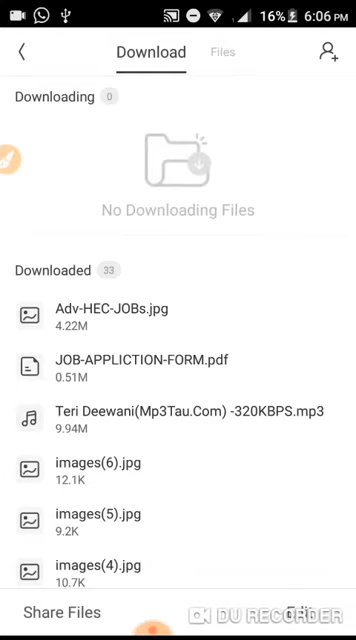 16% 6:06 PM
Download Files
Downloading 0
No Downloading Files
Downloaded 33
Adv-HEC-JOBs.jpg
4.22M
JOB-APPLICTION-FORM.pdf
0.51M
Teri Deewani(Mp3Tau.Com) -320KBPS.mp3
9.94M
images(6).jpg
12.1K
images(5).jpg
9.2K
images(4).jpg
10.7K
Share Files Edit
DU RECORDER